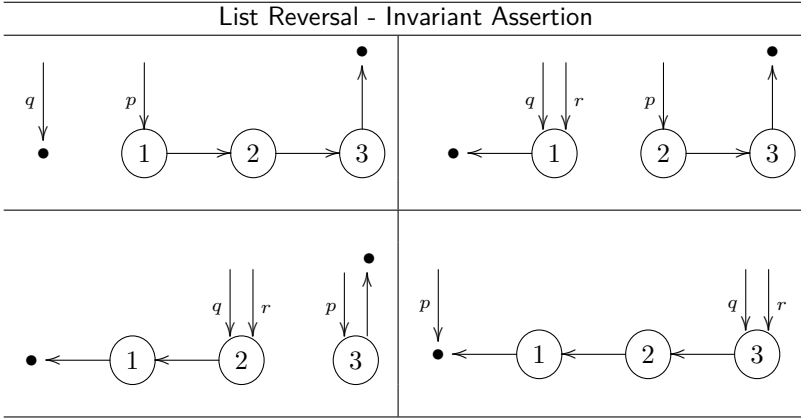 List Reversal - Invariant Assertion
q p 1 2 3
q r p 1 2 3
q r p 1 2 3
p q r 1 2 3